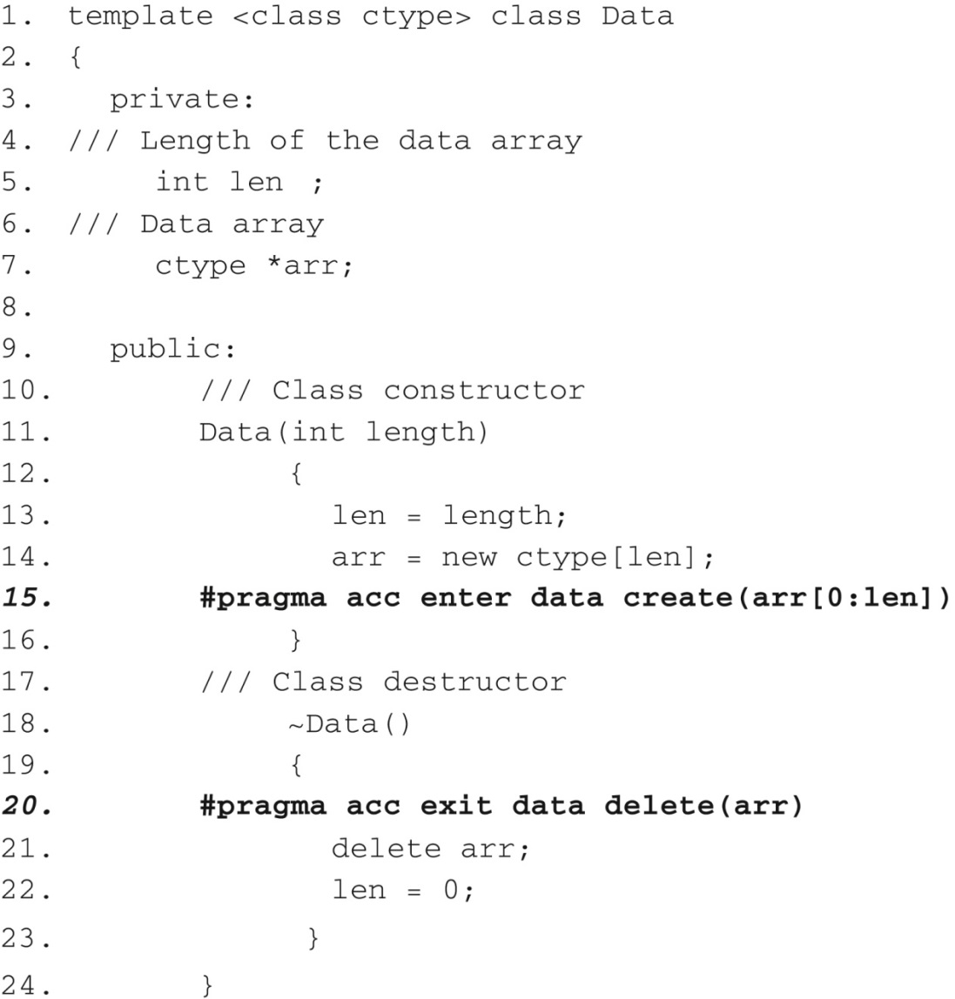 1. template <class ctype> class Data
2. {
3. private:
4. /// Length of the data array
5. int len ;
6. /// Data array
7. ctype *arr;
8.
9. public:
10. /// Class constructor
11. Data(int length)
12. {
13. len = length;
14. arr = new ctype[len];
15. #pragma acc enter data create(arr[0:len])
16. }
17. /// Class destructor
18. ~Data()
19. {
20. #pragma acc exit data delete(arr)
21. delete arr;
22. len = 0;
23. }
24. }